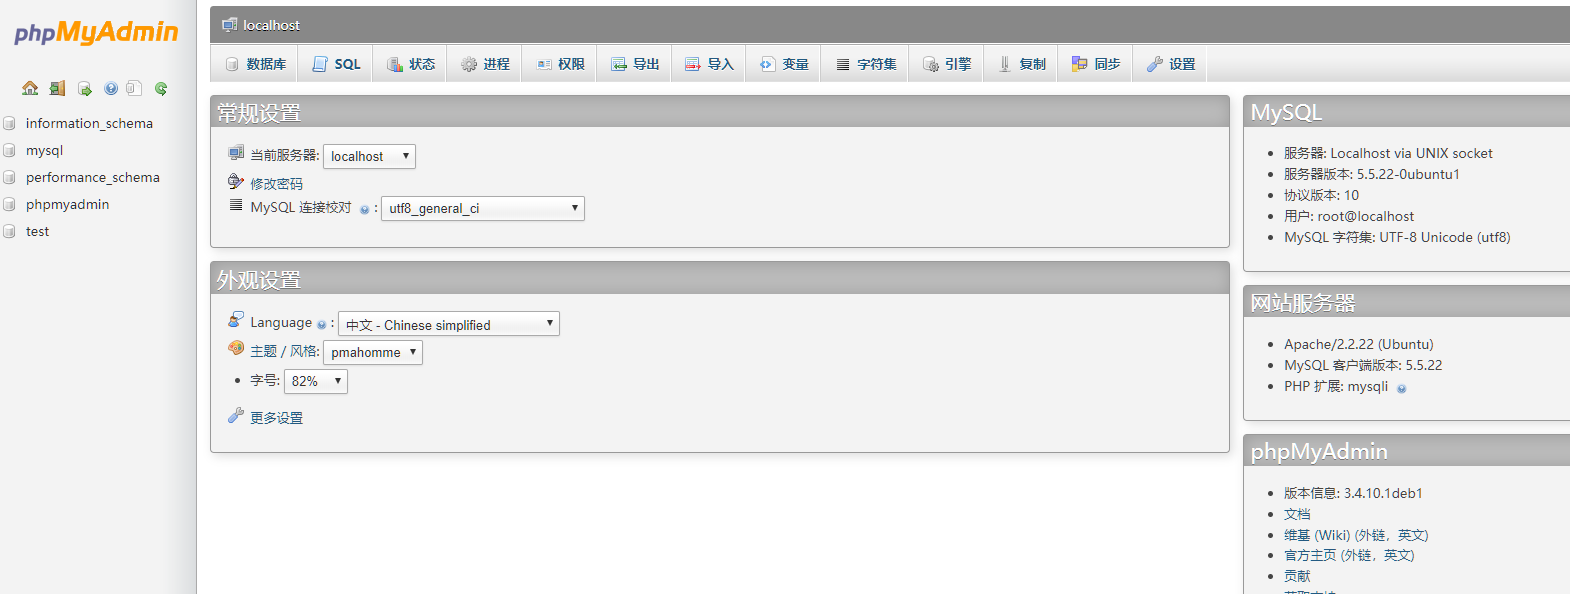 phpMyAdmin
information_schema
mysql
performance_schema
phpmyadmin
test
localhost
数据库 SQL 状态 进程 权限 导出 导入 变量 字符集 引擎 复制 同步 设置
常规设置
当前服务器: localhost
修改密码
MySQL 连接校对 : utf8_general_ci
外观设置
Language : 中文 - Chinese simplified
主题 / 风格: pmahomme
字号: 82%
更多设置
MySQL
服务器: Localhost via UNIX socket
服务器版本: 5.5.22-0ubuntu1
协议版本: 10
用户: root@localhost
MySQL 字符集: UTF-8 Unicode (utf8)
网站服务器
Apache/2.2.22 (Ubuntu)
MySQL 客户端版本: 5.5.22
PHP 扩展: mysqli
phpMyAdmin
版本信息: 3.4.10.1deb1
文档
维基 (Wiki) (外链，英文)
官方主页 (外链，英文)
贡献